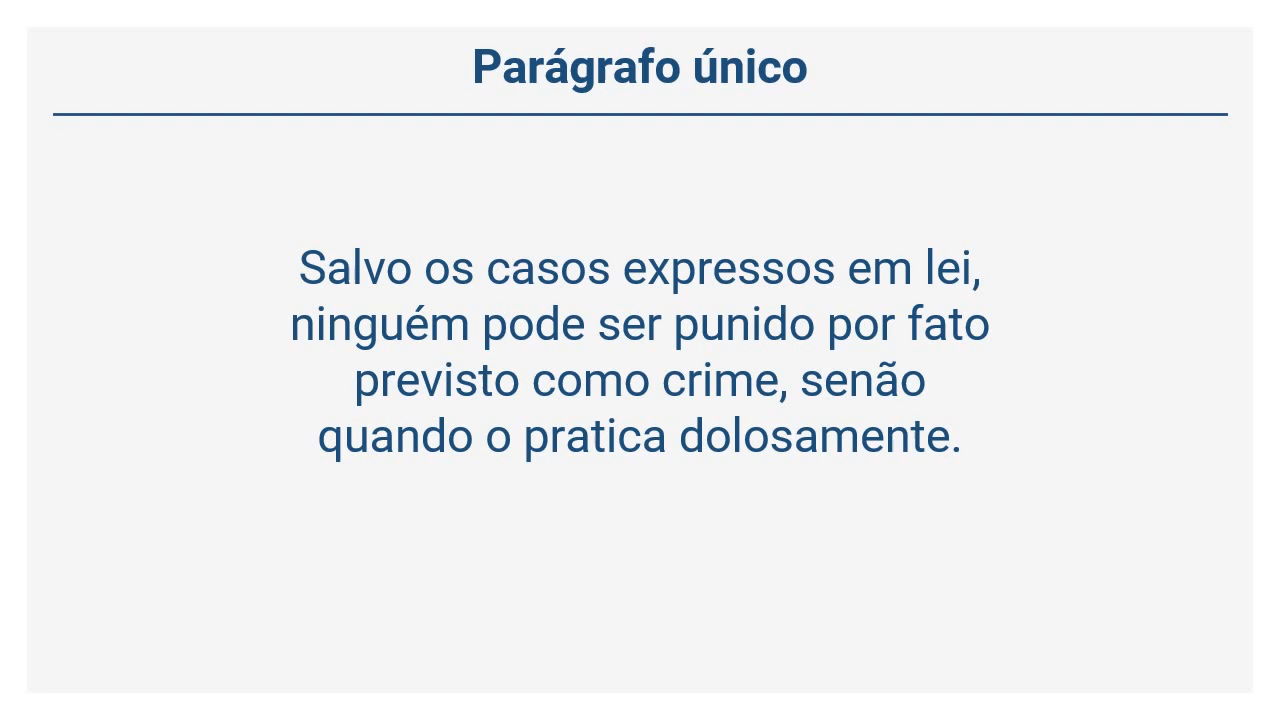 Parágrafo único
Salvo os casos expressos em lei,
ninguém pode ser punido por fato
previsto como crime, senão
quando o pratica dolosamente.